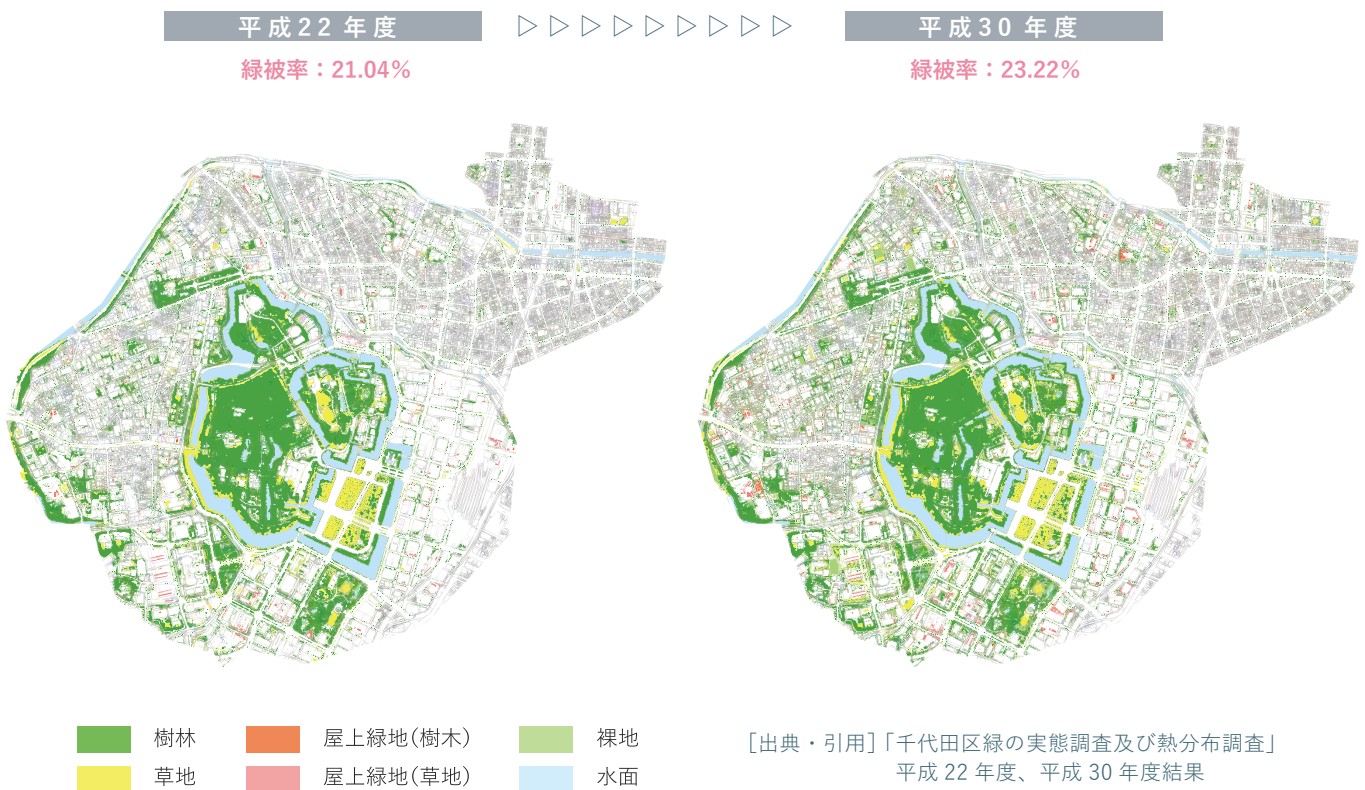 平成22年度
▷▷▷▷▷▷▷▷▷
平成30年度
緑被率：21.04％
緑被率：23.22％
樹林
屋上緑地（樹木）
裸地
草地
屋上緑地（草地）
水面
［出典・引用］「千代田区緑の実態調査及び熱分布調査」
平成22年度、平成30年度結果